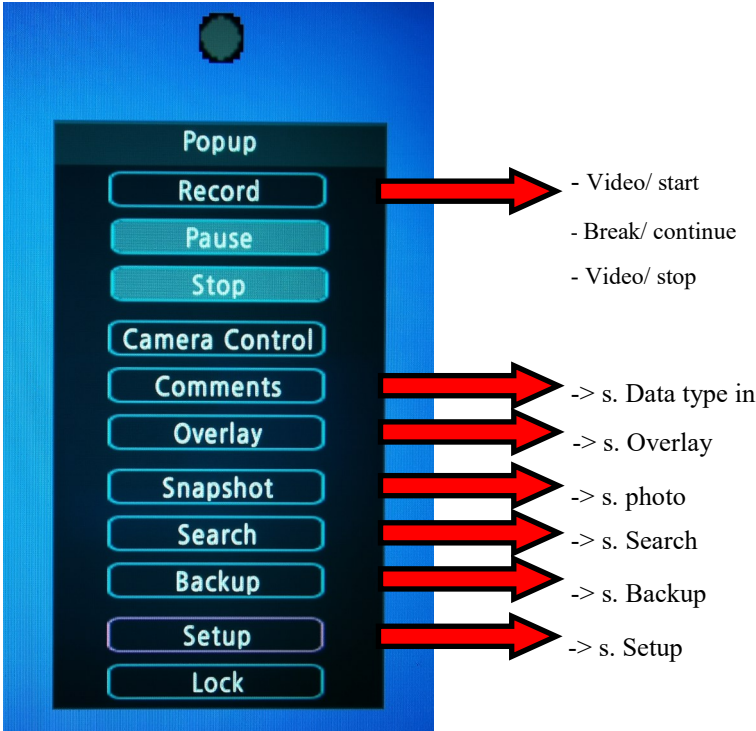 Popup
Record
- Video/ start
Pause
- Break/ continue
Stop
- Video/ stop
Camera Control
Comments
-> s. Data type in
Overlay
-> s. Overlay
Snapshot
-> s. photo
Search
-> s. Search
Backup
-> s. Backup
Setup
-> s. Setup
Lock